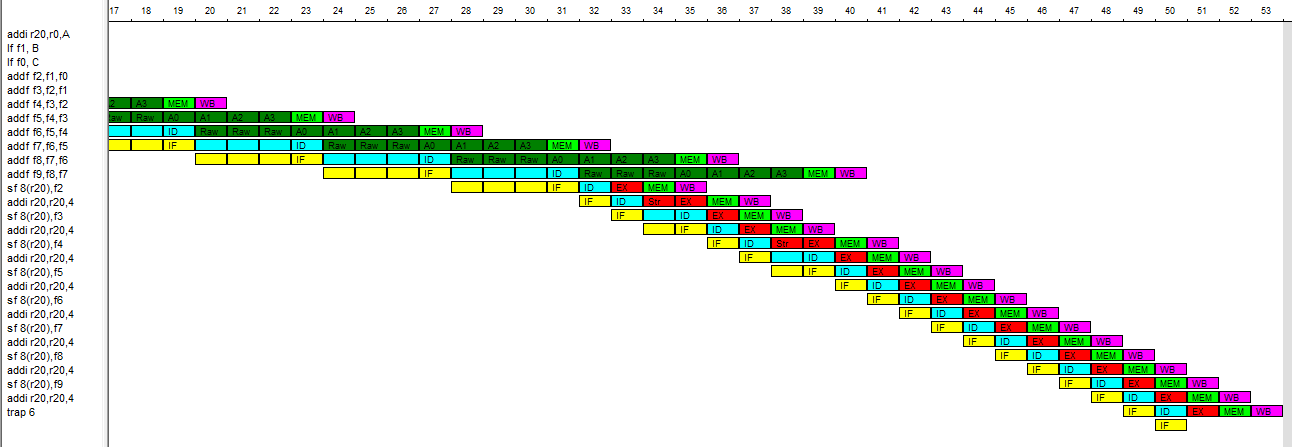 17 18 19 20 21 22 23 24 25 26 27 28 29 30 31 32 33 34 35 36 37 38 39 40 41 42 43 44 45 46 47 48 49 50 51 52 53
addi r20,r0,A
lf f1, B
lf f0, C
addf f2,f1,f0
addf f3,f2,f1
addf f4,f3,f2 A3 MEM WB
addf f5,f4,f3 Raw A0 A1 A2 A3 MEM WB
addf f6,f5,f4 ID Raw Raw Raw A0 A1 A2 A3 MEM WB
addf f7,f6,f5 IF ID Raw Raw Raw A0 A1 A2 A3 MEM WB
addf f8,f7,f6 IF ID Raw Raw Raw A0 A1 A2 A3 MEM WB
addf f9,f8,f7 IF ID Raw Raw Raw A0 A1 A2 A3 MEM WB
sf 8(r20),f2 IF ID EX MEM WB
addi r20,r20,4 IF ID Str EX MEM WB
sf 8(r20),f3 IF ID EX MEM WB
addi r20,r20,4 IF ID EX MEM WB
sf 8(r20),f4 IF ID Str EX MEM WB
addi r20,r20,4 IF ID EX MEM WB
sf 8(r20),f5 IF ID EX MEM WB
addi r20,r20,4 IF ID EX MEM WB
sf 8(r20),f6 IF ID EX MEM WB
addi r20,r20,4 IF ID EX MEM WB
sf 8(r20),f7 IF ID EX MEM WB
addi r20,r20,4 IF ID EX MEM WB
sf 8(r20),f8 IF ID EX MEM WB
addi r20,r20,4 IF ID EX MEM WB
sf 8(r20),f9 IF ID EX MEM WB
addi r20,r20,4 IF ID EX MEM WB
trap 6 IF ID EX MEM WB
IF